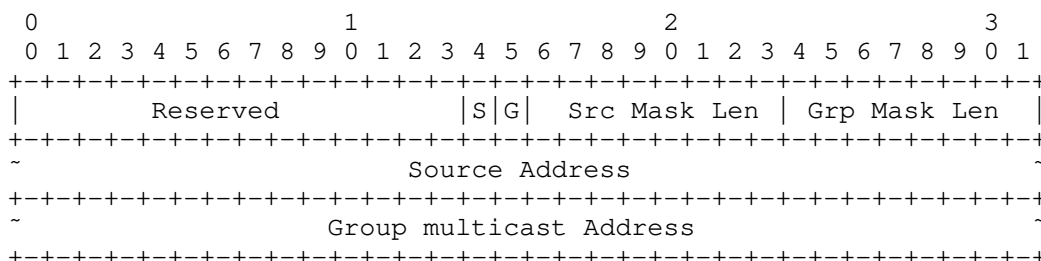 0                   1                   2                   3
 0 1 2 3 4 5 6 7 8 9 0 1 2 3 4 5 6 7 8 9 0 1 2 3 4 5 6 7 8 9 0 1
+-+-+-+-+-+-+-+-+-+-+-+-+-+-+-+-+-+-+-+-+-+-+-+-+-+-+-+-+-+-+-+-+
|        Reserved           |S|G|  Src Mask Len | Grp Mask Len  |
+-+-+-+-+-+-+-+-+-+-+-+-+-+-+-+-+-+-+-+-+-+-+-+-+-+-+-+-+-+-+-+-+
~                        Source Address                         ~
+-+-+-+-+-+-+-+-+-+-+-+-+-+-+-+-+-+-+-+-+-+-+-+-+-+-+-+-+-+-+-+-+
~                   Group multicast Address                     ~
+-+-+-+-+-+-+-+-+-+-+-+-+-+-+-+-+-+-+-+-+-+-+-+-+-+-+-+-+-+-+-+-+